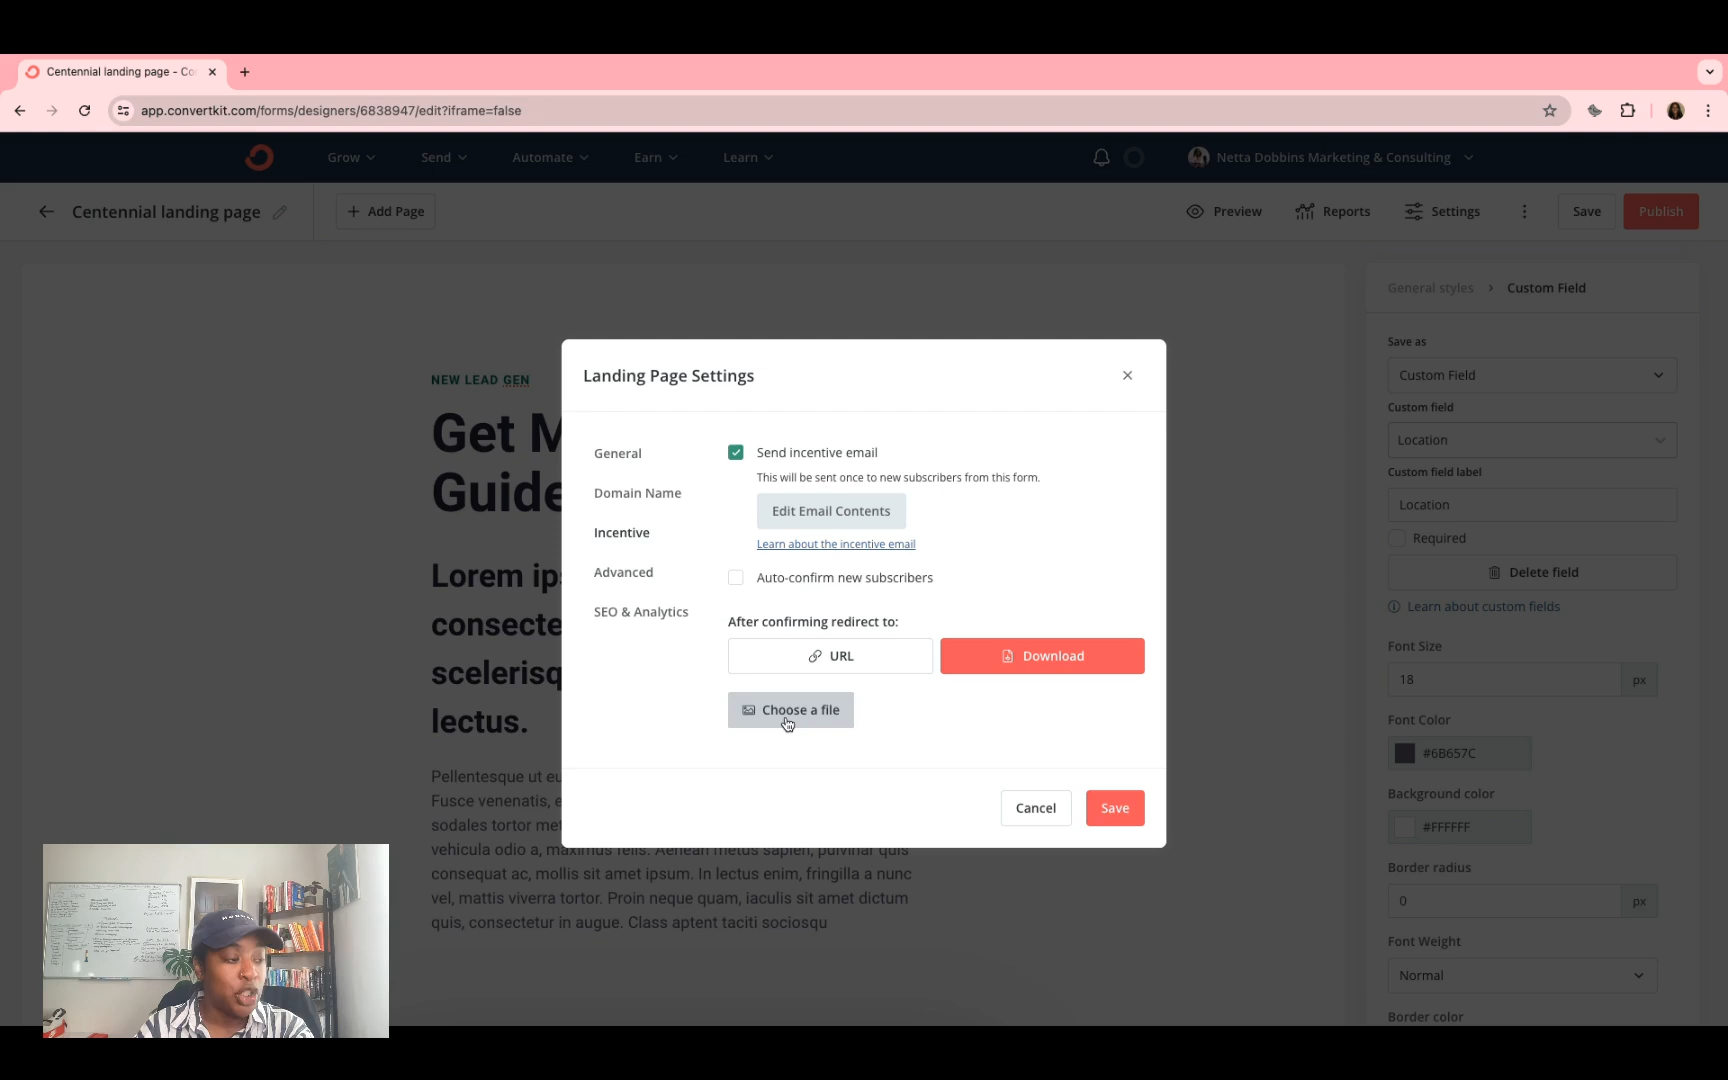 Centennial landing page - Co
app.convertkit.com/forms/designers/6838947/edit?iframe=false
Grow
Send
Automate
Earn
Learn
Netta Dobbins Marketing & Consulting
Centennial landing page
+ Add Page
Preview
Reports
Settings
Save
Publish
NEW LEAD GEN
Get M
Guide
Lorem ip
consecte
scelerisq
lectus.
Pellentesque ut eu
Fusce venenatis, e
sodales tortor met
vehicula odio a, maximus felis. Aenean metus sapien, pulvinar quis
consequat ac, mollis sit amet ipsum. In lectus enim, fringilla a nunc
vel, mattis viverra tortor. Proin neque quam, iaculis sit amet dictum
quis, consectetur in augue. Class aptent taciti sociosqu
Landing Page Settings
General
Domain Name
Incentive
Advanced
SEO & Analytics
Send incentive email
This will be sent once to new subscribers from this form.
Edit Email Contents
Learn about the incentive email
Auto-confirm new subscribers
After confirming redirect to:
URL
Download
Choose a file
Cancel
Save
General styles > Custom Field
Save as
Custom Field
Custom field
Location
Custom field label
Location
Required
Delete field
Learn about custom fields
Font Size
18
px
Font Color
#6B657C
Background color
#FFFFFF
Border radius
0
px
Font Weight
Normal
Border color